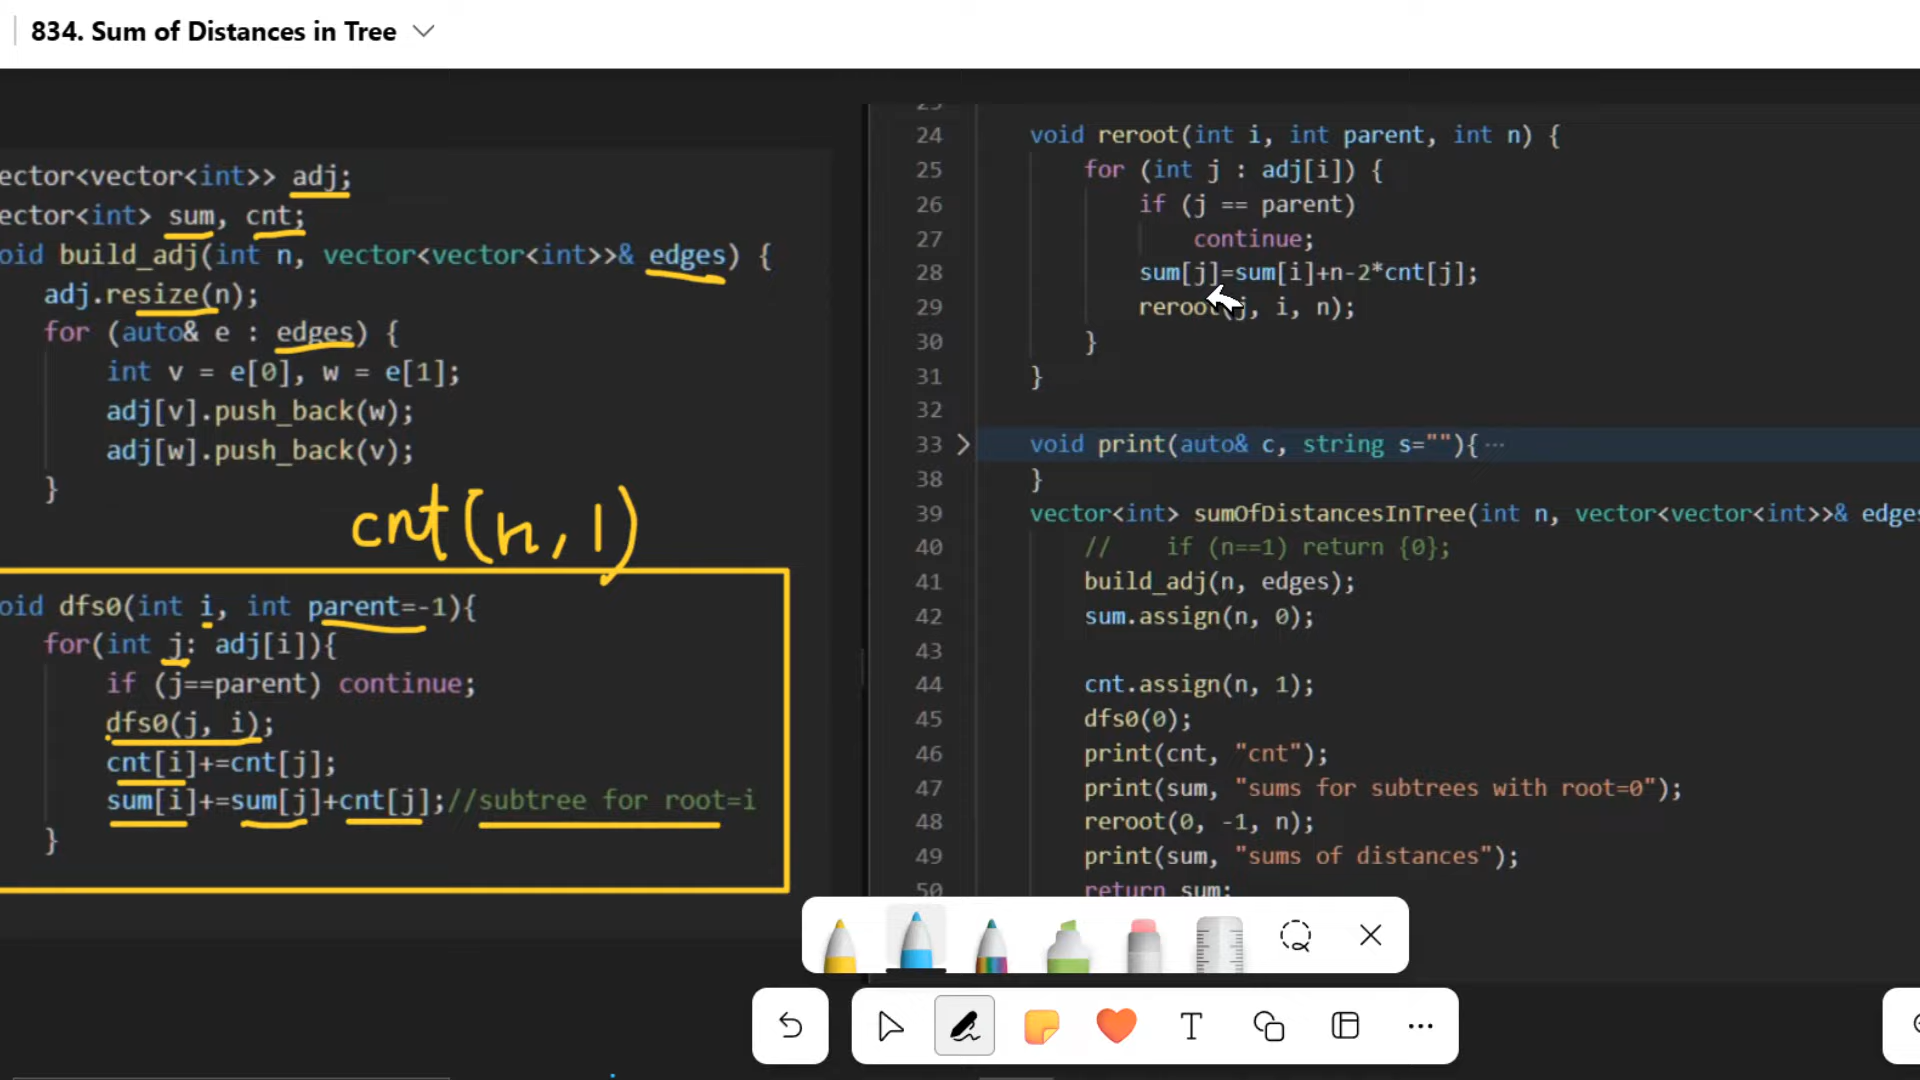 834. Sum of Distances in Tree
ector<vector<int>> adj;
ector<int> sum, cnt;
oid build_adj(int n, vector<vector<int>>& edges) {
adj.resize(n);
for (auto& e : edges) {
int v = e[0], w = e[1];
adj[v].push_back(w);
adj[w].push_back(v);
}
cnt(n,1)
oid dfs0(int i, int parent=-1){
for(int j: adj[i]){
if (j==parent) continue;
dfs0(j, i);
cnt[i]+=cnt[j];
sum[i]+=sum[j]+cnt[j];//subtree for root=i
}
24 void reroot(int i, int parent, int n) {
25 for (int j : adj[i]) {
26 if (j == parent)
27 continue;
28 sum[j]=sum[i]+n-2*cnt[j];
29 reroot(j, i, n);
30 }
31 }
32
33 void print(auto& c, string s=""){ ...
38 }
39 vector<int> sumOfDistancesInTree(int n, vector<vector<int>>& edges
40 // if (n==1) return {0};
41 build_adj(n, edges);
42 sum.assign(n, 0);
43
44 cnt.assign(n, 1);
45 dfs0(0);
46 print(cnt, "cnt");
47 print(sum, "sums for subtrees with root=0");
48 reroot(0, -1, n);
49 print(sum, "sums of distances");
50 return sum;